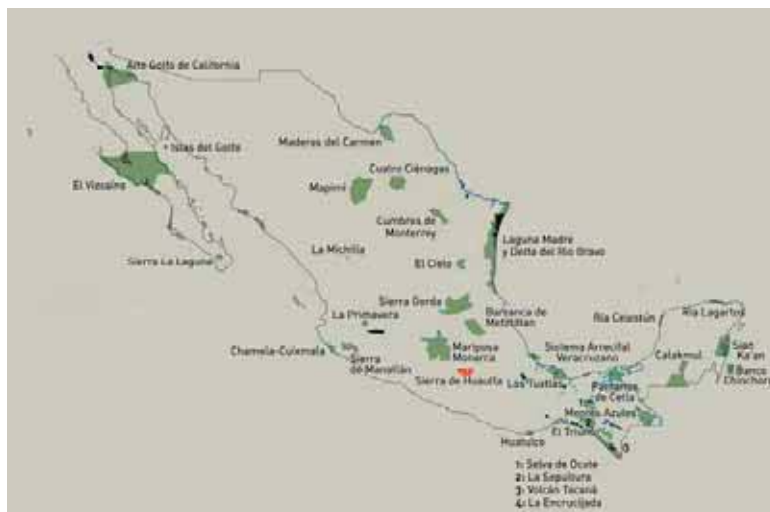 Alto Golfo de California
Islas del Golfo
El Vizcaíno
Maderas del Carmen
Cuatro Ciénagas
Mapimí
Cumbres de
Monterrey
Laguna Madre
y Delta del Río Bravo
La Michilía
El Cielo
Sierra La Laguna
Sierra Gorda
La Primavera
Barranca de
Metztitlán
Ría Celestún
Ría Lagartos
Chamela-Cuixmala
Sierra
de Manatlán
Mariposa
Monarca
Sistema Arrecifal
Veracruzano
Calakmul
Sian
Ka'an
Sierra de Huautla
Los Tuxtlas
Pantanos
de Centla
Banco
Chinchorro
Montes Azules
El Triunfo
Huatulco
3
1: Selva de Ocote
2: La Sepultura
3: Volcán Tacaná
4: La Encrucijada